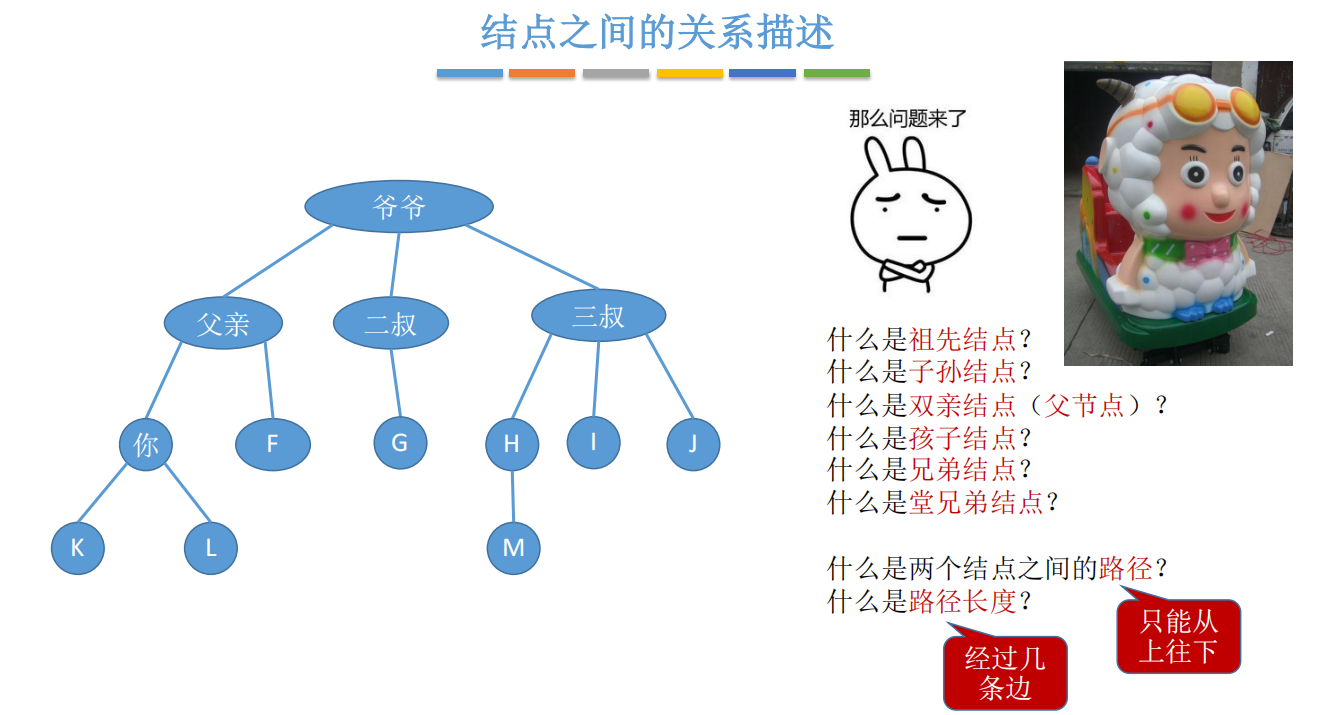 结点之间的关系描述
那么问题来了
爷爷
父亲
二叔
三叔
你
F
G
H
I
J
K
L
M
什么是祖先结点？
什么是子孙结点？
什么是双亲结点（父节点）？
什么是孩子结点？
什么是兄弟结点？
什么是堂兄弟结点？
什么是两个结点之间的路径？
什么是路径长度？
只能从
上往下
经过几
条边